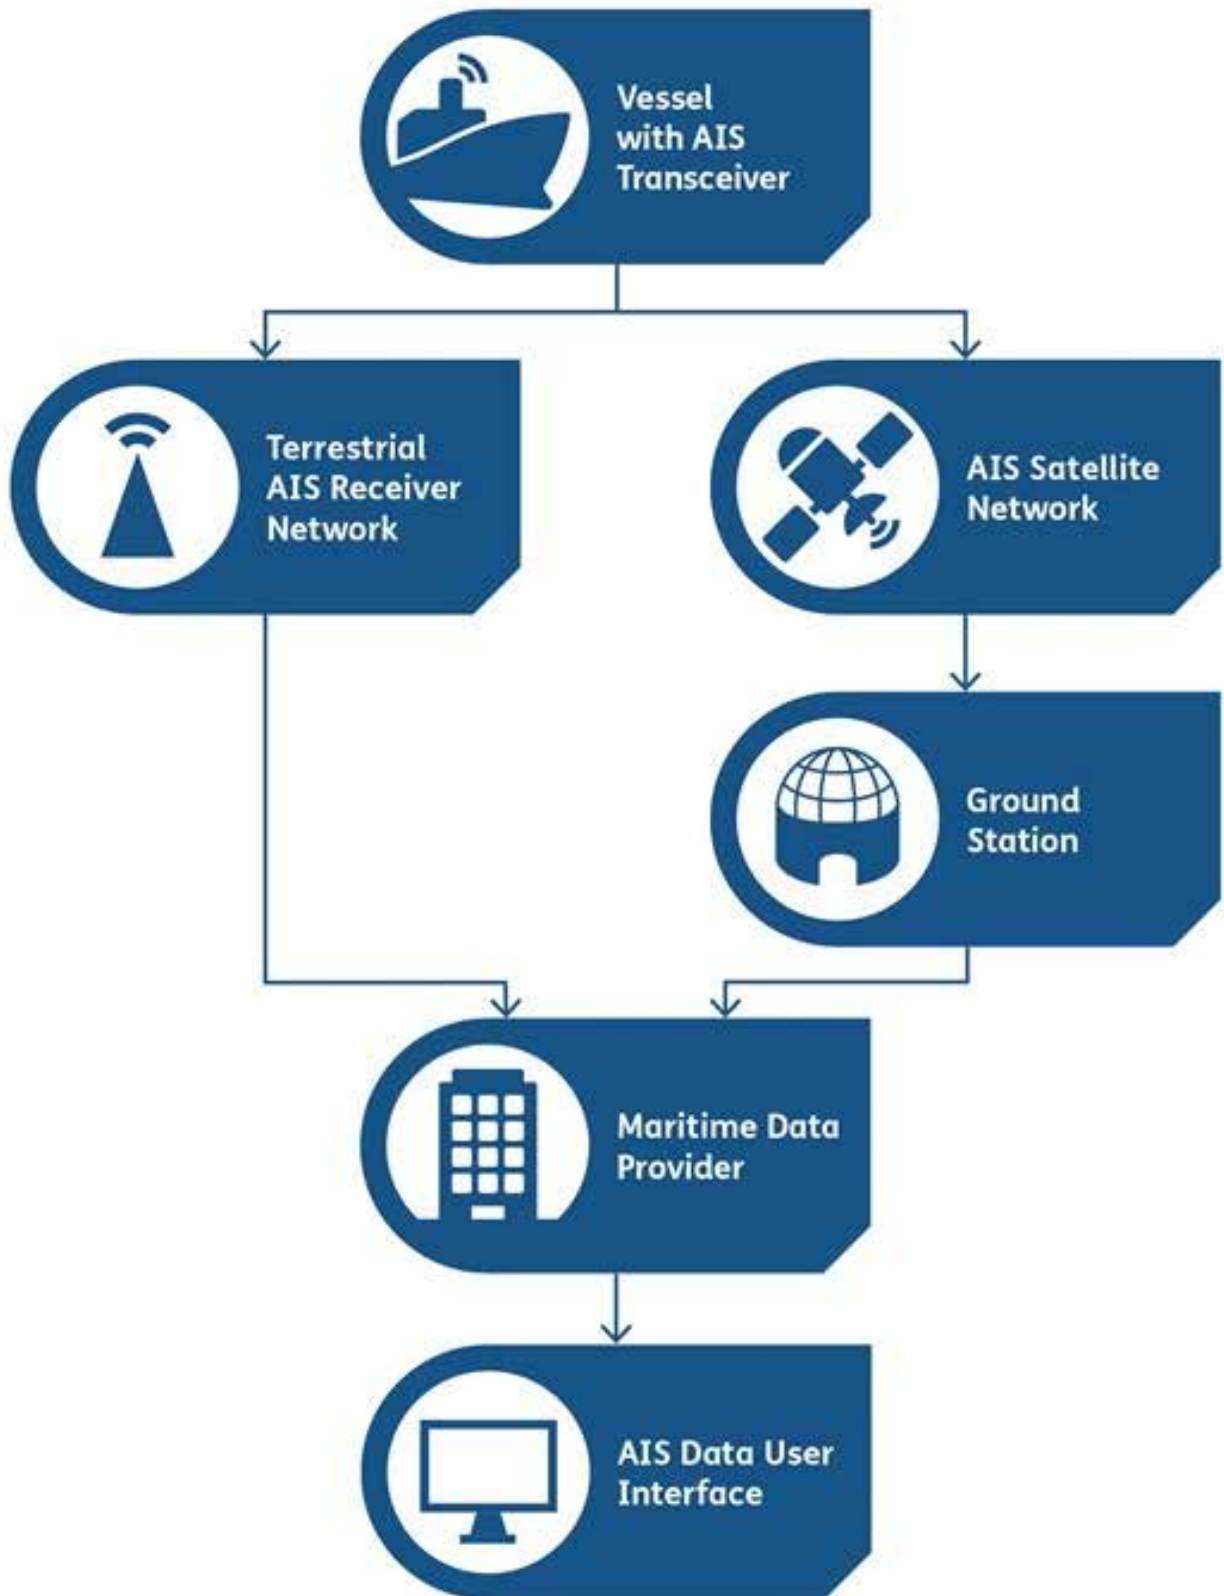 Vessel
with AIS
Transceiver
Terrestrial
AIS Receiver
Network
AIS Satellite
Network
Ground
Station
Maritime Data
Provider
AIS Data User
Interface